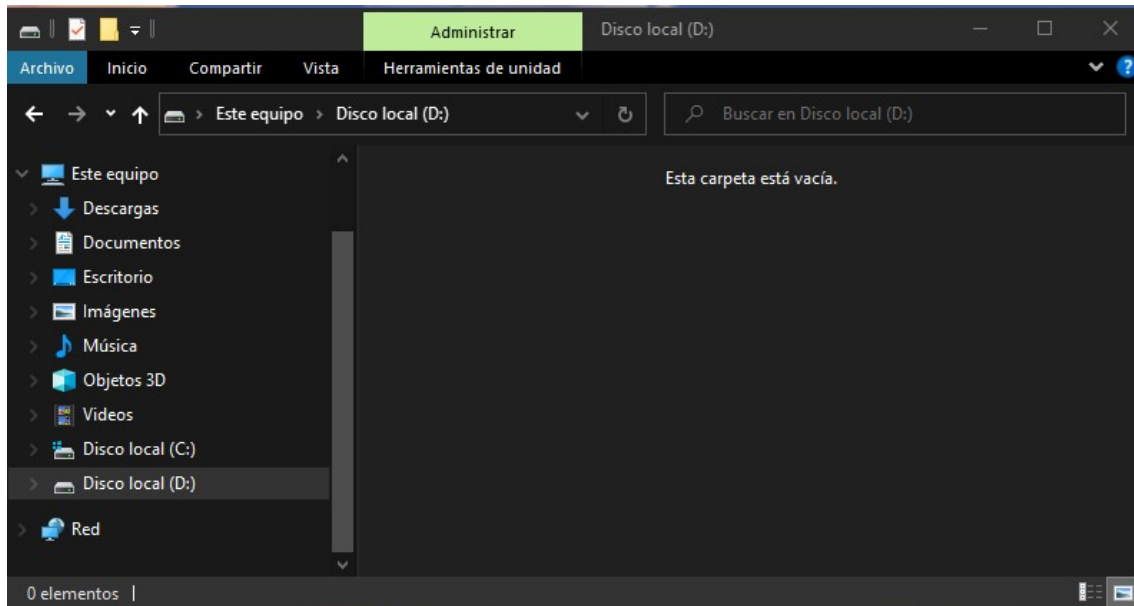 Administrar Disco local (D:)
Archivo Inicio Compartir Vista Herramientas de unidad ?
Este equipo > Disco local (D:) Buscar en Disco local (D:)
Este equipo
Descargas
Documentos
Escritorio
Imágenes
Música
Objetos 3D
Videos
Disco local (C:)
Disco local (D:)
Red
Esta carpeta está vacía.
0 elementos